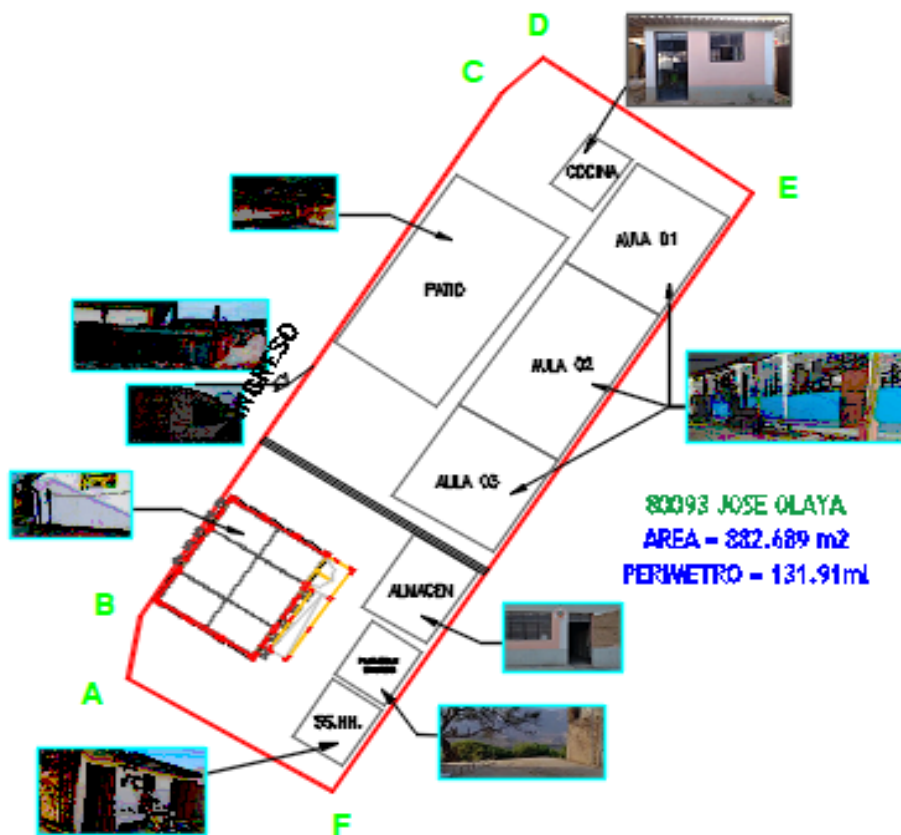 D
C
COCINA
E
AULA 01
PATIO
INGRESO
AULA 02
AULA 03
80093 JOSE OLAYA
AREA = 882.689 m2
PERIMETRO = 131.91ml
ALMACEN
B
A
SS.HH.
F